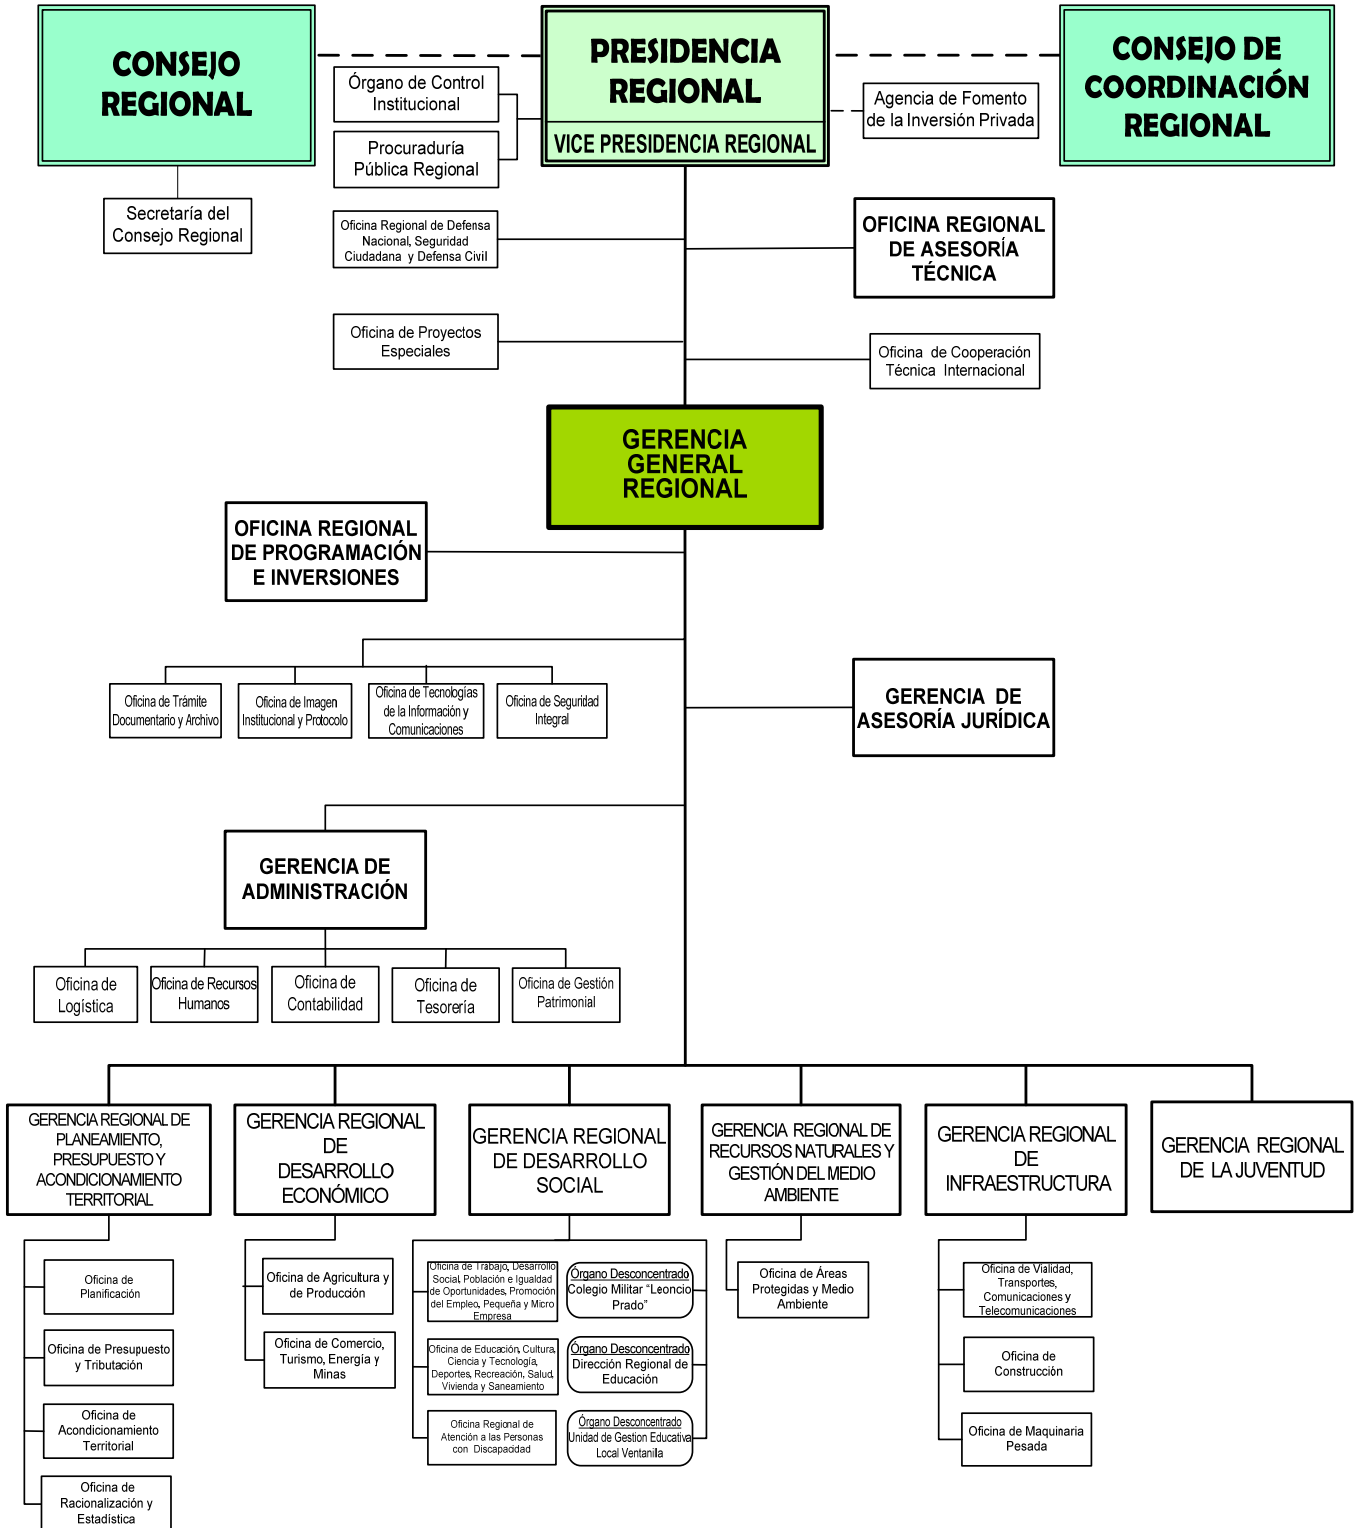 CONSEJO
REGIONAL
PRESIDENCIA
REGIONAL
VICE PRESIDENCIA REGIONAL
CONSEJO DE
COORDINACIÓN
REGIONAL
Órgano de Control
Institucional
Procuraduría
Pública Regional
Agencia de Fomento
de la Inversión Privada
Secretaría del
Consejo Regional
Oficina Regional de Defensa
Nacional, Seguridad
Ciudadana y Defensa Civil
OFICINA REGIONAL
DE ASESORÍA
TÉCNICA
Oficina de Proyectos
Especiales
Oficina de Cooperación
Técnica Internacional
GERENCIA
GENERAL
REGIONAL
OFICINA REGIONAL
DE PROGRAMACIÓN
E INVERSIONES
Oficina de Trámite
Documentario y Archivo
Oficina de Imagen
Institucional y Protocolo
Oficina de Tecnologías
de la Información y
Comunicaciones
Oficina de Seguridad
Integral
GERENCIA DE
ASESORÍA JURÍDICA
GERENCIA DE
ADMINISTRACIÓN
Oficina de
Logística
Oficina de Recursos
Humanos
Oficina de
Contabilidad
Oficina de
Tesorería
Oficina de Gestión
Patrimonial
GERENCIA REGIONAL DE
PLANEAMIENTO,
PRESUPUESTO Y
ACONDICIONAMIENTO
TERRITORIAL
GERENCIA REGIONAL
DE
DESARROLLO
ECONÓMICO
GERENCIA REGIONAL
DE DESARROLLO
SOCIAL
GERENCIA REGIONAL DE
RECURSOS NATURALES Y
GESTIÓN DEL MEDIO
AMBIENTE
GERENCIA REGIONAL
DE
INFRAESTRUCTURA
GERENCIA REGIONAL
DE LA JUVENTUD
Oficina de
Planificación
Oficina de Presupuesto
y Tributación
Oficina de
Acondicionamiento
Territorial
Oficina de
Racionalización y
Estadística
Oficina de Agricultura y
de Producción
Oficina de Comercio,
Turismo, Energía y
Minas
Oficina de Trabajo, Desarrollo
Social, Población e Igualdad
de Oportunidades, Promoción
del Empleo, Pequeña y Micro
Empresa
Oficina de Educación, Cultura,
Ciencia y Tecnología,
Deportes, Recreación, Salud,
Vivienda y Saneamiento
Oficina Regional de
Atención a las Personas
con Discapacidad
Órgano Desconcentrado
Colegio Militar “Leoncio
Prado”
Órgano Desconcentrado
Dirección Regional de
Educación
Órgano Desconcentrado
Unidad de Gestion Educativa
Local Ventanilla
Oficina de Áreas
Protegidas y Medio
Ambiente
Oficina de Vialidad,
Transportes,
Comunicaciones y
Telecomunicaciones
Oficina de
Construcción
Oficina de Maquinaria
Pesada